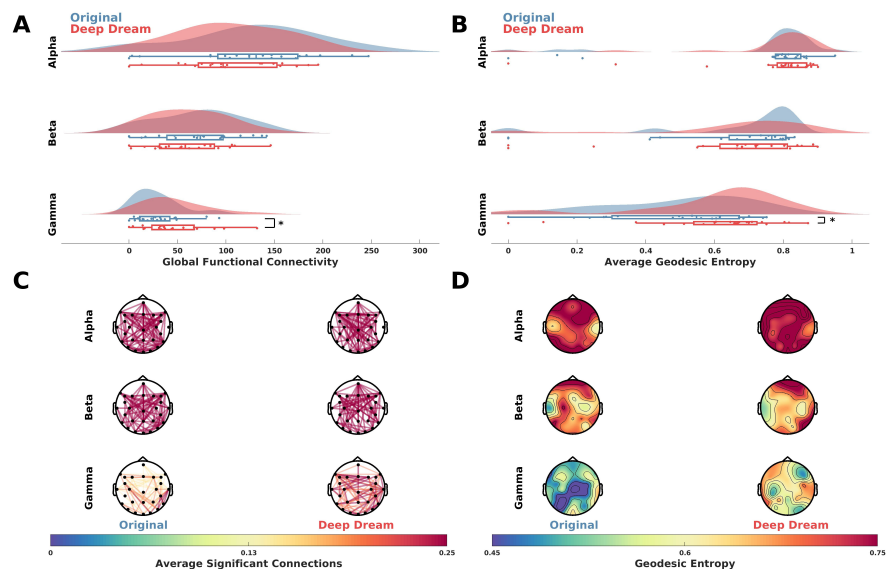 A
Original
Deep Dream
Alpha
Beta
Gamma
*
0 50 100 150 200 250 300
Global Functional Connectivity
B
Original
Deep Dream
Alpha
Beta
Gamma
*
0 0.2 0.4 0.6 0.8 1
Average Geodesic Entropy
C
Alpha
Beta
Gamma
Original Deep Dream
0 0.13 0.25
Average Significant Connections
D
Alpha
Beta
Gamma
Original Deep Dream
0.45 0.6 0.75
Geodesic Entropy